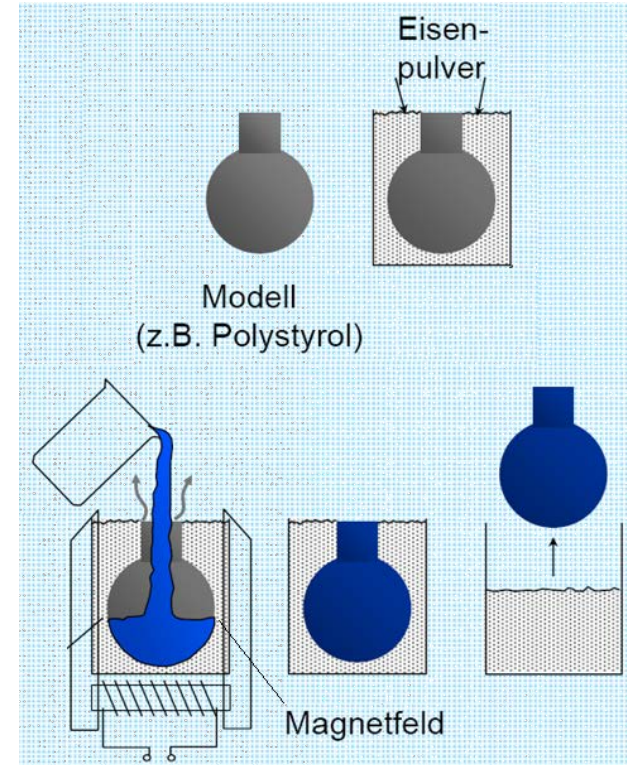 Eisen-
pulver
Modell
(z.B. Polystyrol)
Magnetfeld